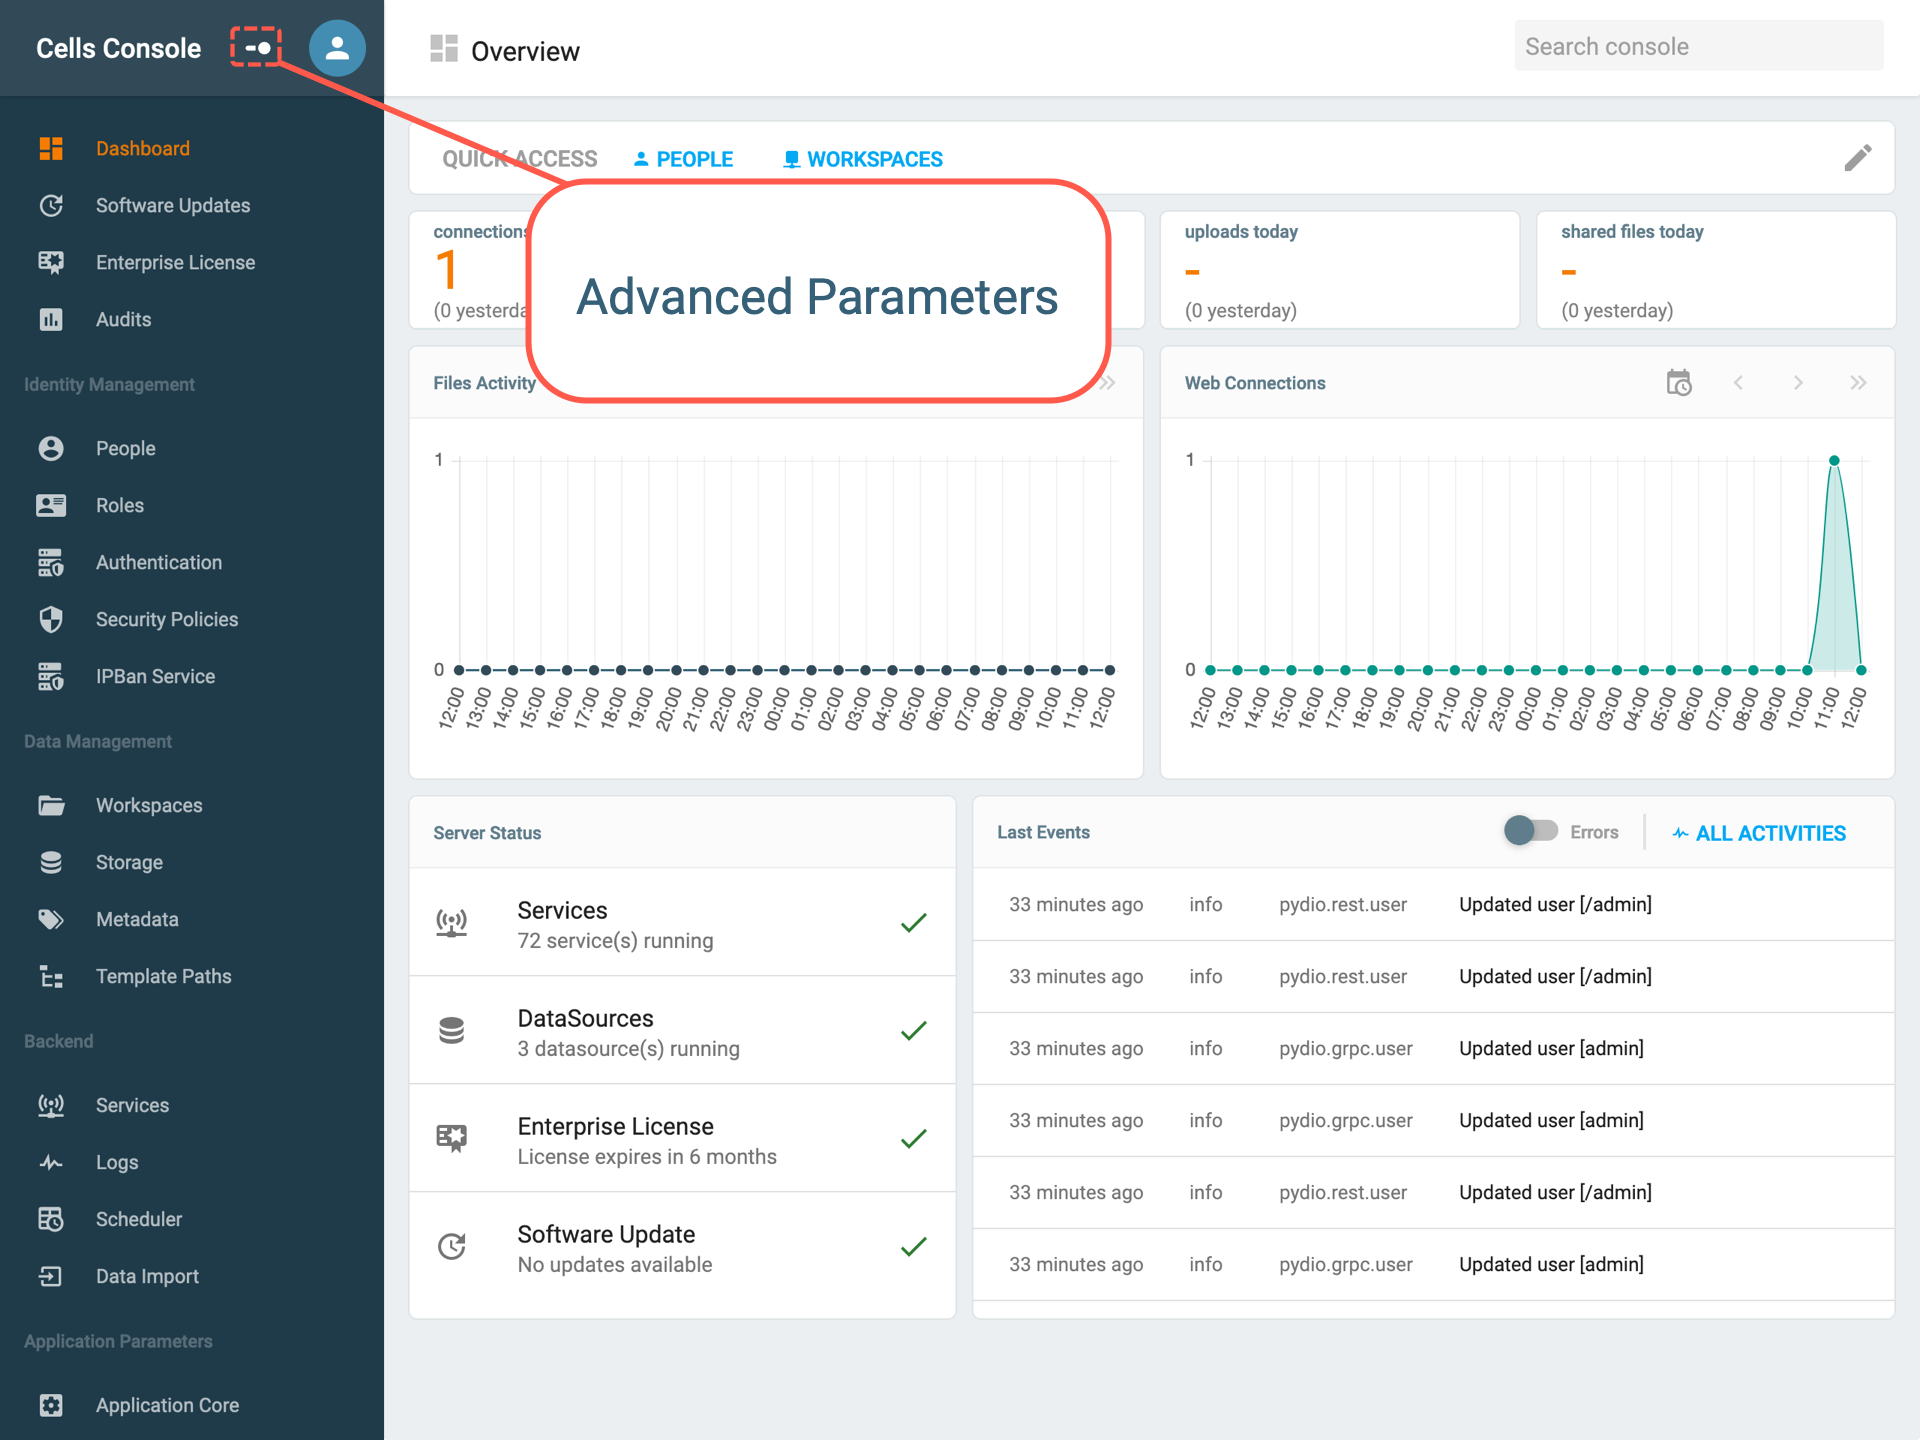 Cells Console
Overview
Search console
Dashboard
Software Updates
Enterprise License
Audits
Identity Management
People
Roles
Authentication
Security Policies
IPBan Service
Data Management
Workspaces
Storage
Metadata
Template Paths
Backend
Services
Logs
Scheduler
Data Import
Application Parameters
Application Core
QUICK ACCESS PEOPLE WORKSPACES
Advanced Parameters
connections
1
(0 yesterda
uploads today
-
(0 yesterday)
shared files today
-
(0 yesterday)
Files Activity
1
0
12:00 13:00 14:00 15:00 16:00 17:00 18:00 19:00 20:00 21:00 22:00 23:00 00:00 01:00 02:00 03:00 04:00 05:00 06:00 07:00 08:00 09:00 10:00 11:00 12:00
Web Connections
1
0
12:00 13:00 14:00 15:00 16:00 17:00 18:00 19:00 20:00 21:00 22:00 23:00 00:00 01:00 02:00 03:00 04:00 05:00 06:00 07:00 08:00 09:00 10:00 11:00 12:00
Server Status
Services
72 service(s) running
DataSources
3 datasource(s) running
Enterprise License
License expires in 6 months
Software Update
No updates available
Last Events Errors ALL ACTIVITIES
33 minutes ago info pydio.rest.user Updated user [/admin]
33 minutes ago info pydio.rest.user Updated user [/admin]
33 minutes ago info pydio.grpc.user Updated user [admin]
33 minutes ago info pydio.grpc.user Updated user [admin]
33 minutes ago info pydio.rest.user Updated user [/admin]
33 minutes ago info pydio.grpc.user Updated user [admin]